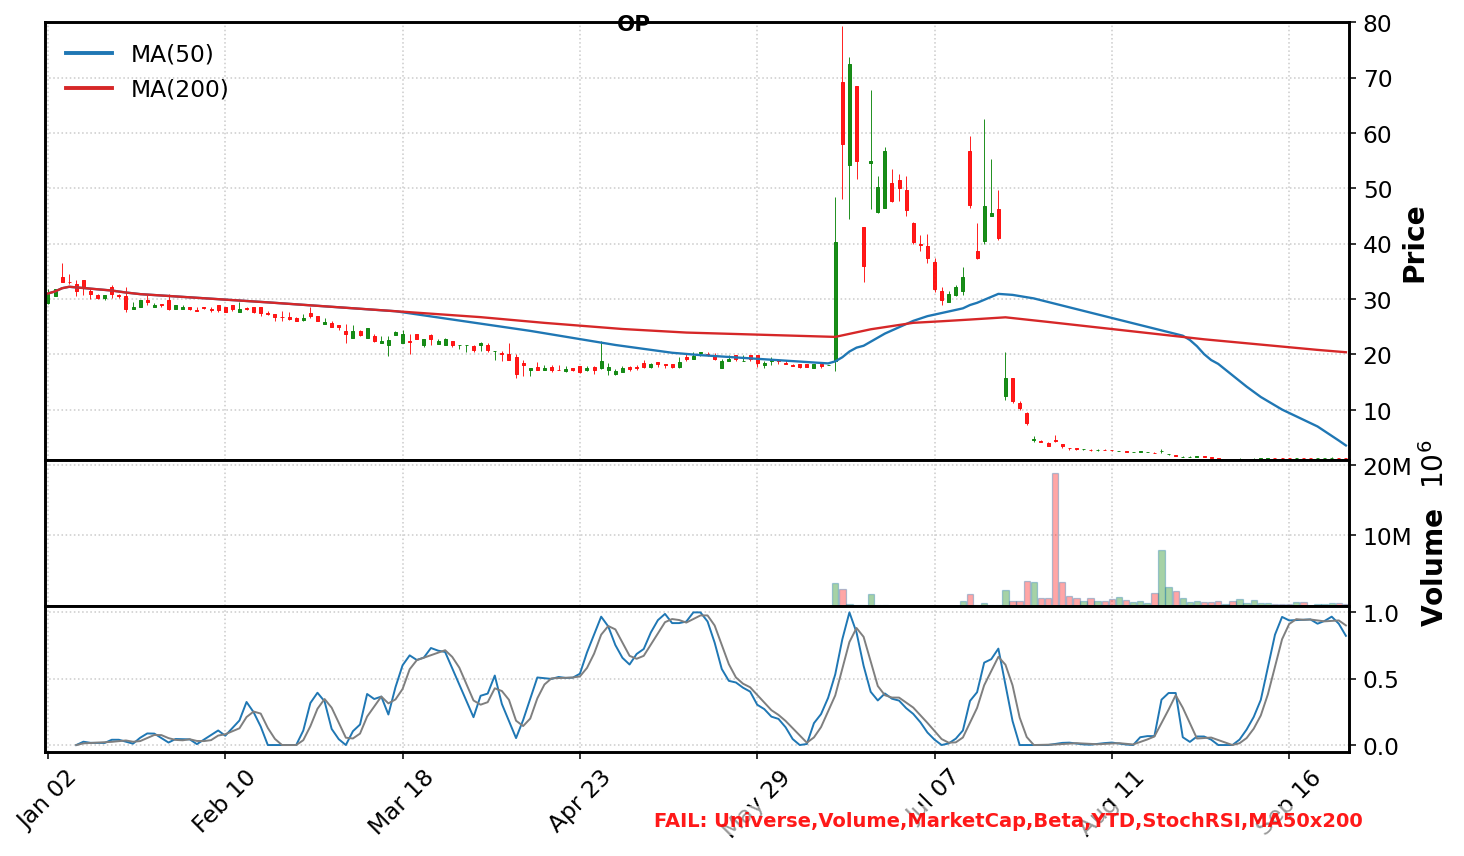 OP
MA(50)
MA(200)
80
70
60
50
40
30
20
10
Price
20M
10M
Volume 10^6
1.0
0.5
0.0
Jan 02
Feb 10
Mar 18
Apr 23
May 29
Jul 07
Aug 11
Sep 16
FAIL: Universe,Volume,MarketCap,Beta,YTD,StochRSI,MA50x200